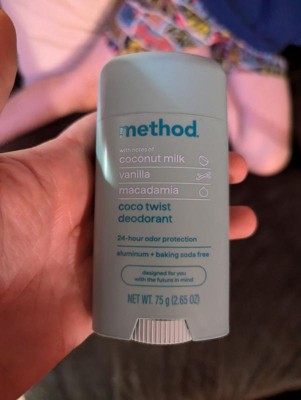 method.
with notes of
coconut milk
vanilla
macadamia
coco twist
deodorant
24-hour odor protection
aluminum + baking soda free
designed for you
with the future in mind
NET WT. 75 g (2.65 OZ)